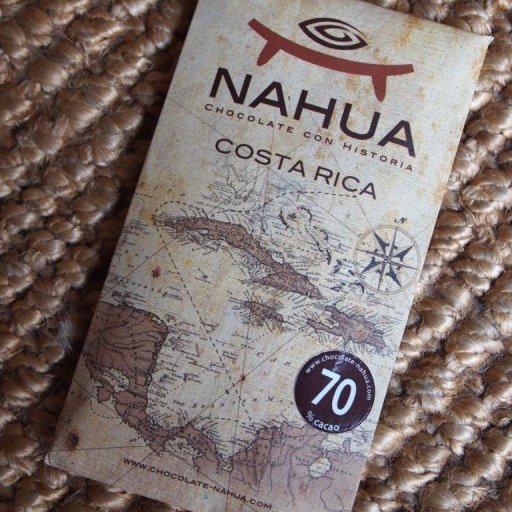 NAHUA
CHOCOLATE CON HISTORIA
COSTA RICA
N
www.chocolate-nahua.com
70
% cacao
WWW.CHOCOLATE-NAHUA.COM